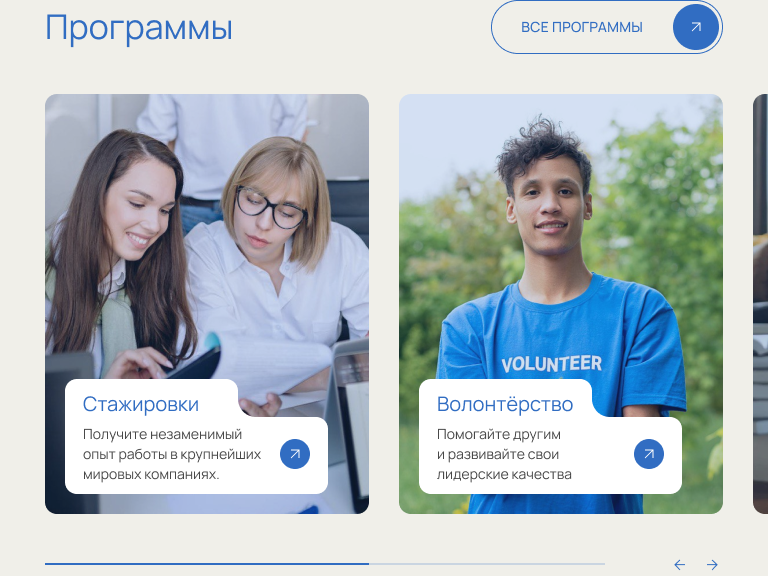 Программы
ВСЕ ПРОГРАММЫ
VOLUNTEER
Стажировки
Получите незаменимый
опыт работы в крупнейших
мировых компаниях.
Волонтёрство
Помогайте другим
и развивайте свои
лидерские качества